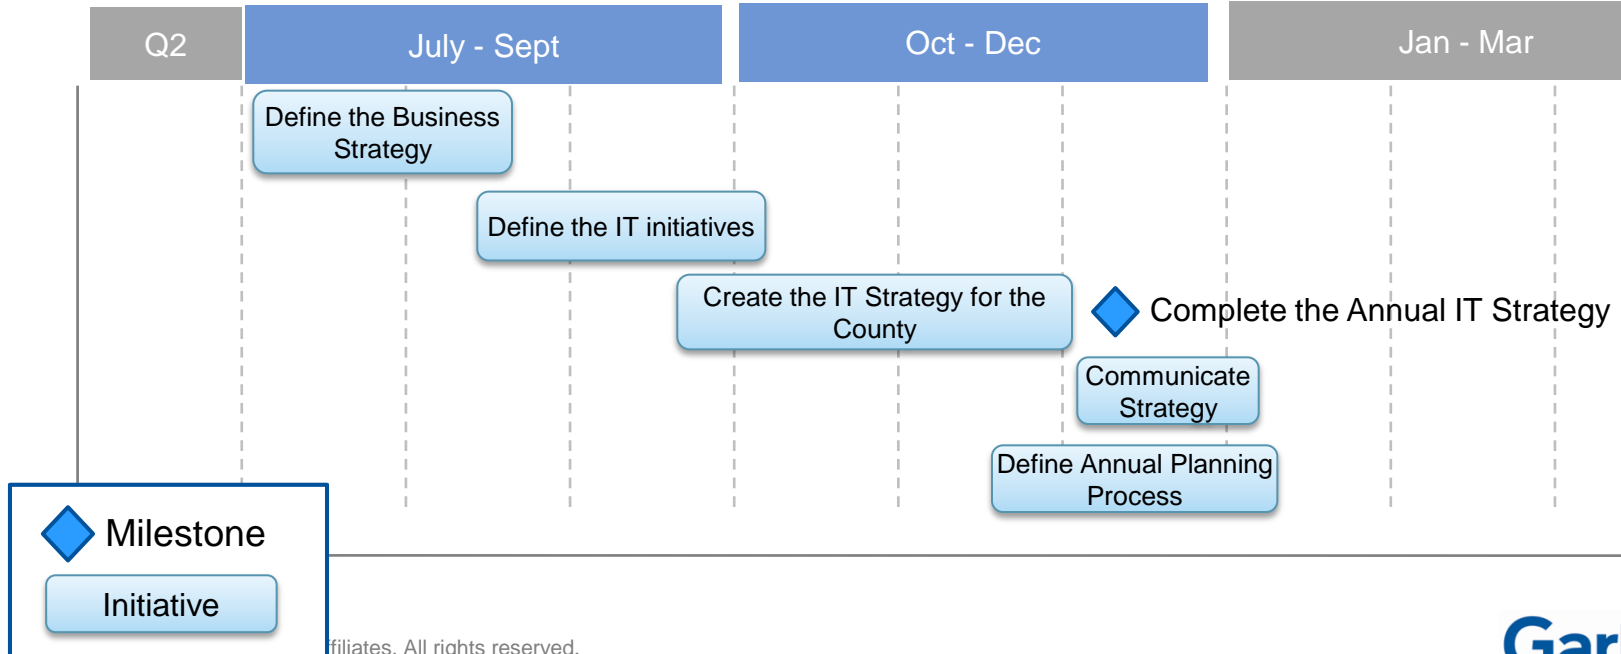 Q2
July - Sept
Oct - Dec
Jan - Mar
Define the Business
Strategy
Define the IT initiatives
Create the IT Strategy for the
County
Complete the Annual IT Strategy
Communicate
Strategy
Define Annual Planning
Process
Milestone
Initiative
ffiliates. All rights reserved.